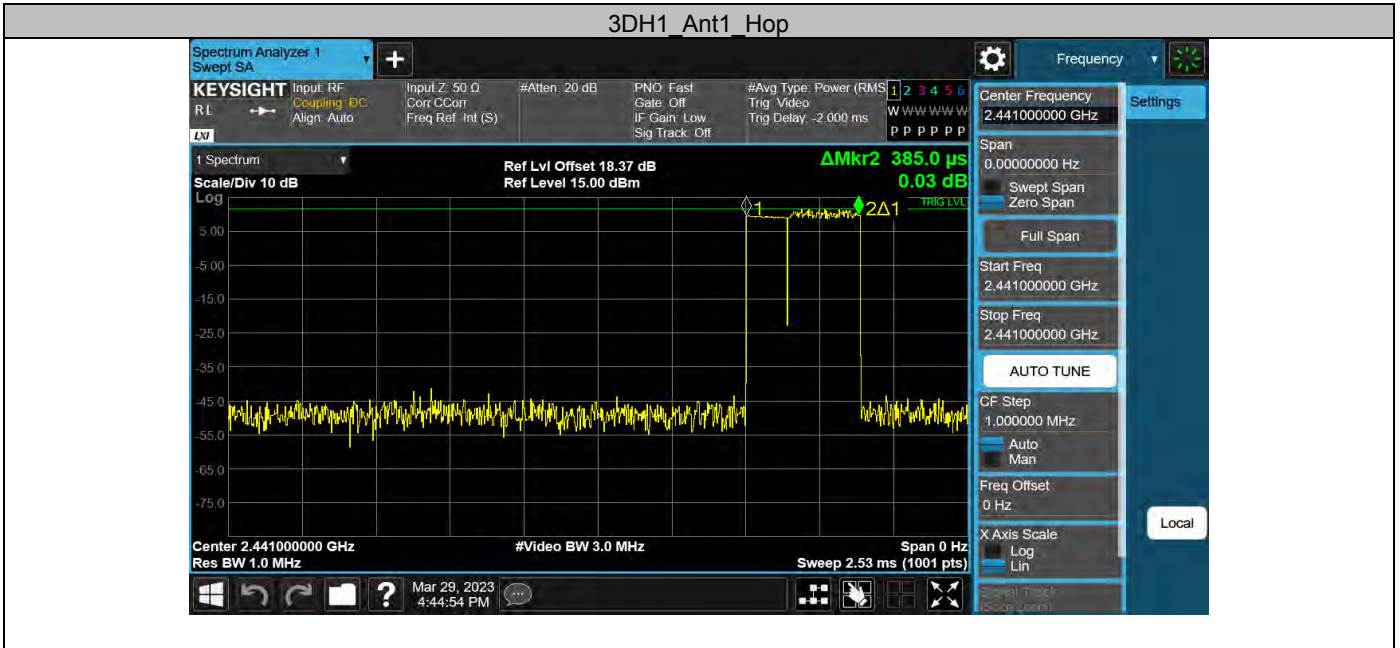 3DH1_Ant1_Hop
Spectrum Analyzer 1
Swept SA
+
Frequency
KEYSIGHT
RL
LXI
Input: RF
Coupling: DC
Align: Auto
Input Z: 50 Ω
Corr CCorr
Freq Ref: Int (S)
#Atten: 20 dB
PNO: Fast
Gate: Off
IF Gain: Low
Sig Track: Off
#Avg Type: Power (RMS
Trig: Video
Trig Delay: -2.000 ms
1 2 3 4 5 6
W W W W W W
P P P P P P
Center Frequency
2.441000000 GHz
Settings
Span
0.00000000 Hz
Swept Span
Zero Span
Full Span
Start Freq
2.441000000 GHz
Stop Freq
2.441000000 GHz
AUTO TUNE
CF Step
1.000000 MHz
Auto
Man
Freq Offset
0 Hz
X Axis Scale
Log
Lin
Local
1 Spectrum
Scale/Div 10 dB
Log
Ref Lvl Offset 18.37 dB
Ref Level 15.00 dBm
ΔMkr2 385.0 µs
0.03 dB
TRIG LVL
1
2Δ1
5.00
-5.00
-15.0
-25.0
-35.0
-45.0
-55.0
-65.0
-75.0
Center 2.441000000 GHz
#Video BW 3.0 MHz
Span 0 Hz
Res BW 1.0 MHz
Sweep 2.53 ms (1001 pts)
?
Mar 29, 2023
4:44:54 PM